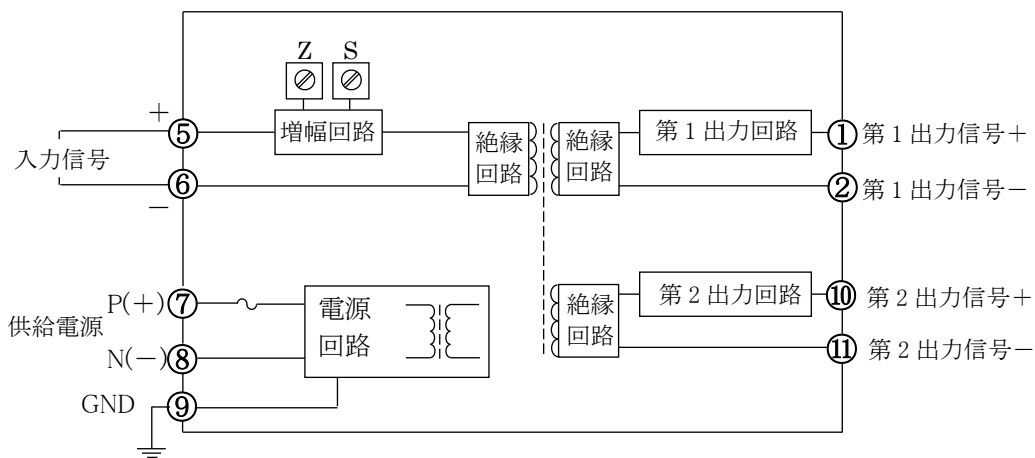 Z S
+
⑤
増幅回路
入力信号
⑥
−
絶縁
回路
絶縁
回路
第1出力回路
① 第1出力信号+
② 第1出力信号−
供給電源
P(+) ⑦
N(−) ⑧
GND ⑨
電源
回路
絶縁
回路
第2出力回路
⑩ 第2出力信号+
⑪ 第2出力信号−